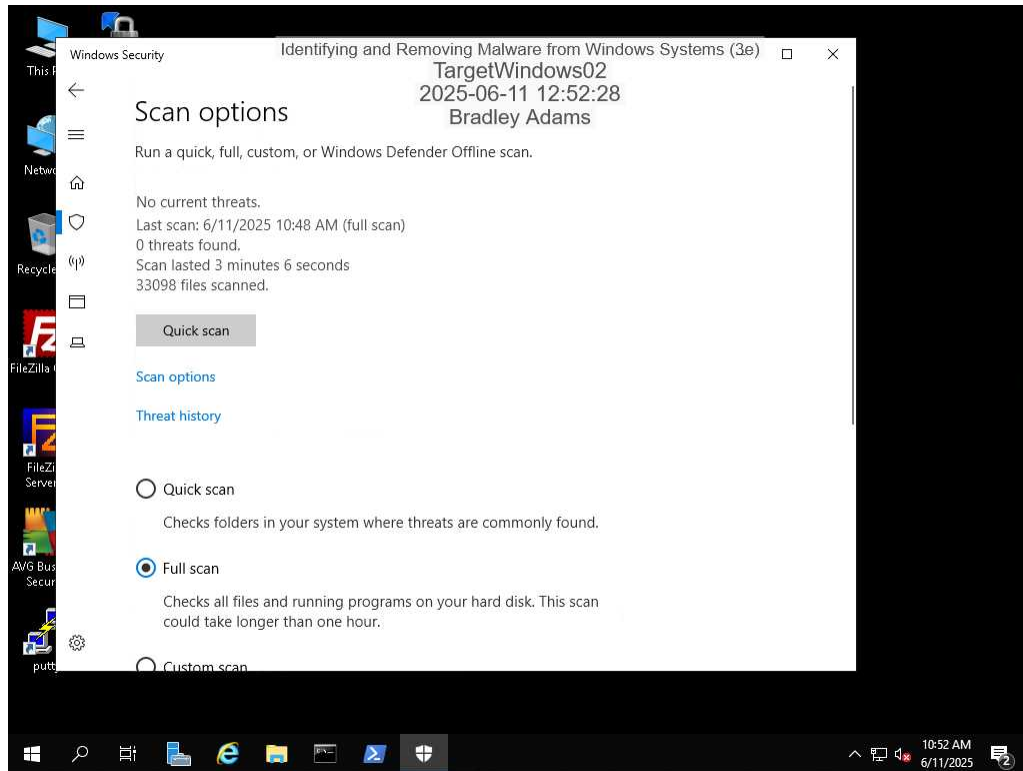 This P
Netwo
Recycle
FileZilla
FileZi
Server
AVG Bus
Secur
putt
Windows Security
Identifying and Removing Malware from Windows Systems (3e)
TargetWindows02
2025-06-11 12:52:28
Bradley Adams
Scan options
Run a quick, full, custom, or Windows Defender Offline scan.
No current threats.
Last scan: 6/11/2025 10:48 AM (full scan)
0 threats found.
Scan lasted 3 minutes 6 seconds
33098 files scanned.
Quick scan
Scan options
Threat history
Quick scan
Checks folders in your system where threats are commonly found.
Full scan
Checks all files and running programs on your hard disk. This scan
could take longer than one hour.
Custom scan
10:52 AM
6/11/2025
2